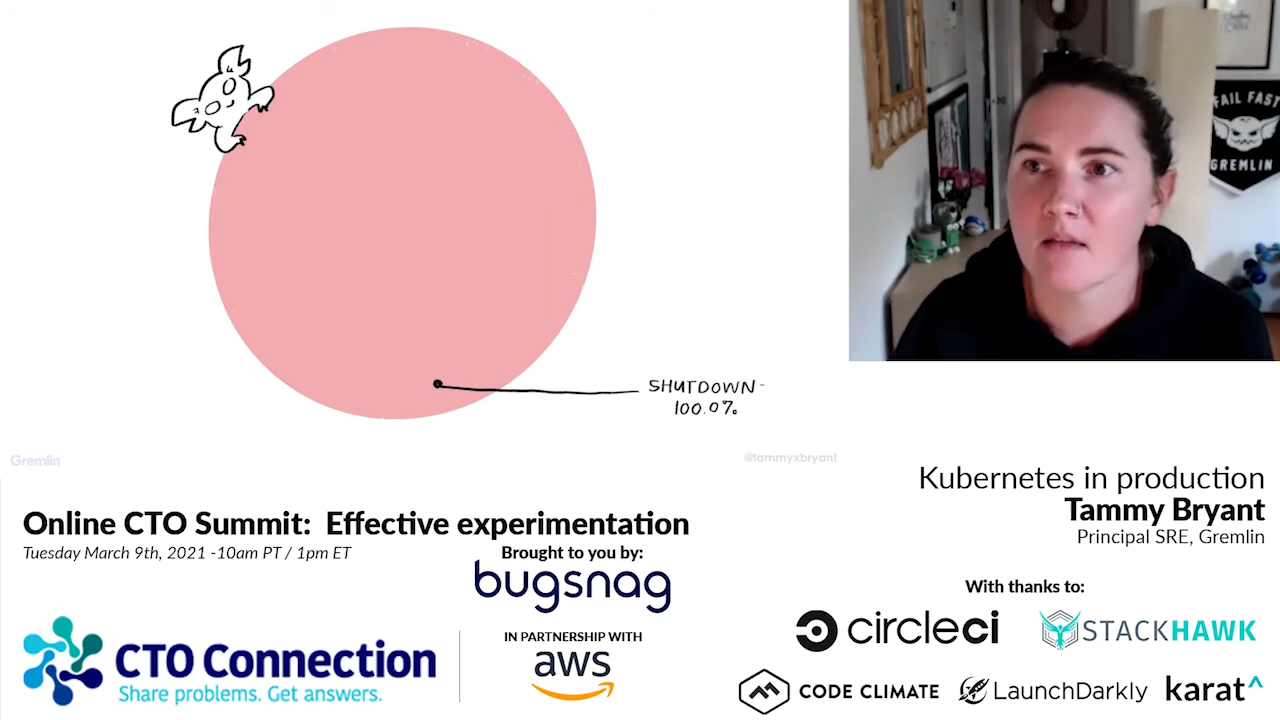 SHUTDOWN-
100.0%
Gremlin
@tammyxbryant
FAIL FAST
GREMLIN
Kubernetes in production
Tammy Bryant
Principal SRE, Gremlin
Online CTO Summit: Effective experimentation
Tuesday March 9th, 2021 -10am PT / 1pm ET
Brought to you by:
bugsnag
IN PARTNERSHIP WITH
aws
CTO Connection
Share problems. Get answers.
With thanks to:
circleci
STACKHAWK
CODE CLIMATE
LaunchDarkly
karat^